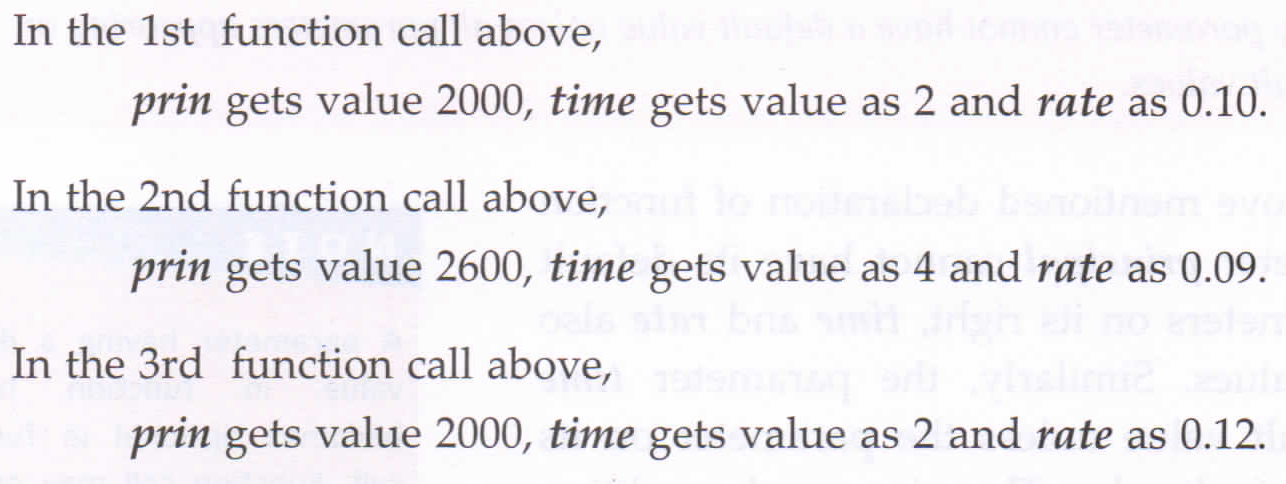 In the 1st function call above,
prin gets value 2000, time gets value as 2 and rate as 0.10.
In the 2nd function call above,
prin gets value 2600, time gets value as 4 and rate as 0.09.
In the 3rd function call above,
prin gets value 2000, time gets value as 2 and rate as 0.12.